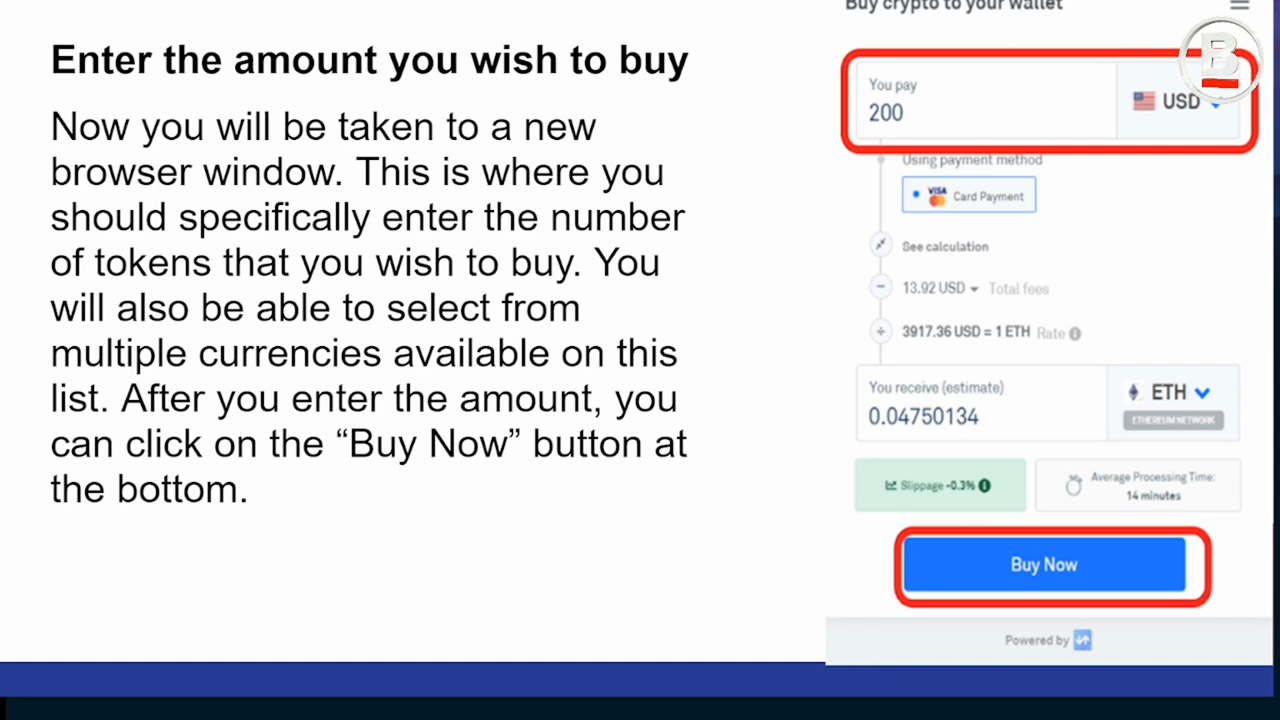 Enter the amount you wish to buy
Now you will be taken to a new
browser window. This is where you
should specifically enter the number
of tokens that you wish to buy. You
will also be able to select from
multiple currencies available on this
list. After you enter the amount, you
can click on the “Buy Now” button at
the bottom.
Buy crypto to your wallet
B
You pay
200
USD
Using payment method
VISA
Card Payment
See calculation
13.92 USD Total fees
3917.36 USD = 1 ETH Rate
You receive (estimate)
0.04750134
ETH
ETHEREUM NETWORK
Slippage -0.3%
Average Processing Time:
14 minutes
Buy Now
Powered by